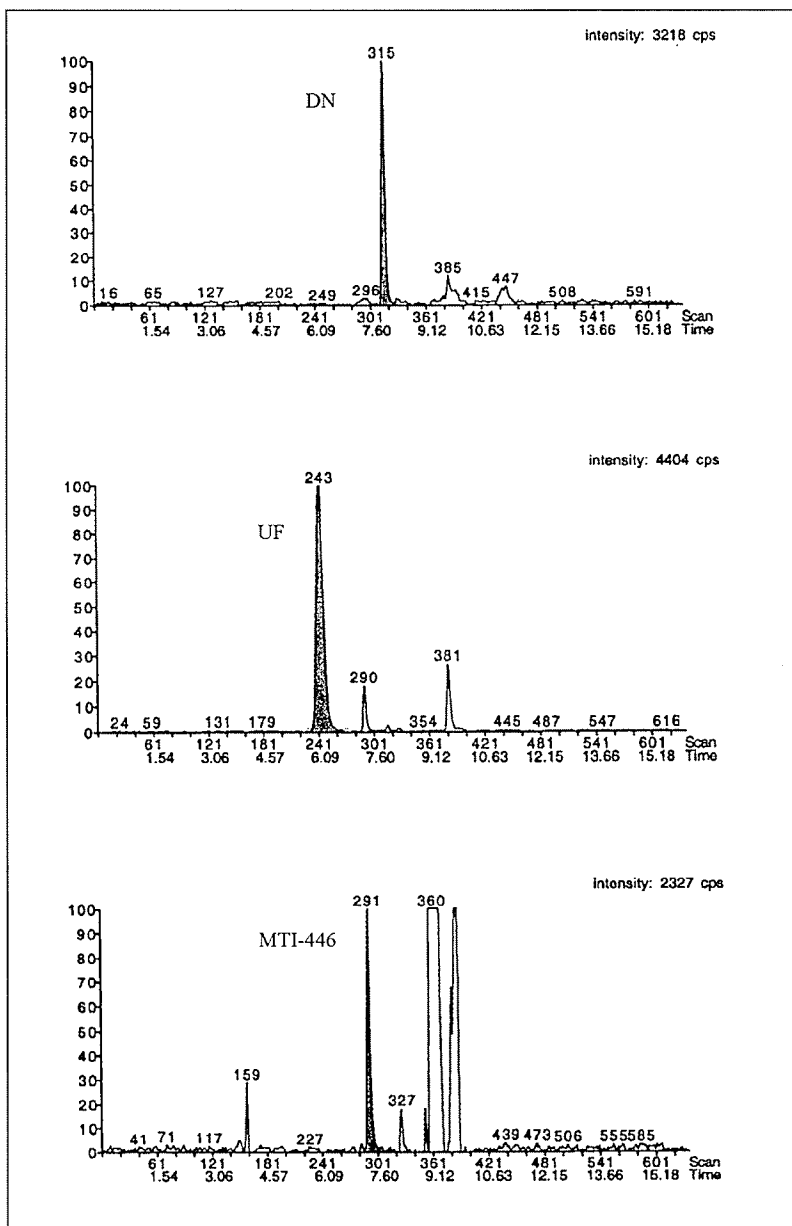 intensity: 3218 cps
315
100
DN
90
80
70
60
50
40
30
20
385
10
16 65 127 202 249 296 415 447 508 591
0
61 121 181 241 301 361 421 481 541 601 Scan
1.54 3.06 4.57 6.09 7.60 9.12 10.63 12.15 13.66 15.18 Time
intensity: 4404 cps
243
100
90
UF
80
70
60
50
40
30
381
20
290
10
24 59 131 179 354 445 487 547 616
0
61 121 181 241 301 361 421 481 541 601 Scan
1.54 3.06 4.57 6.09 7.60 9.12 10.63 12.15 13.66 15.18 Time
intensity: 2327 cps
291 360
100
90
MTI-446
80
70
60
50
40
30
159
20
327
10
41 71 117 227 439 473 506 555 585
0
61 121 181 241 301 361 421 481 541 601 Scan
1.54 3.06 4.57 6.09 7.60 9.12 10.63 12.15 13.66 15.18 Time